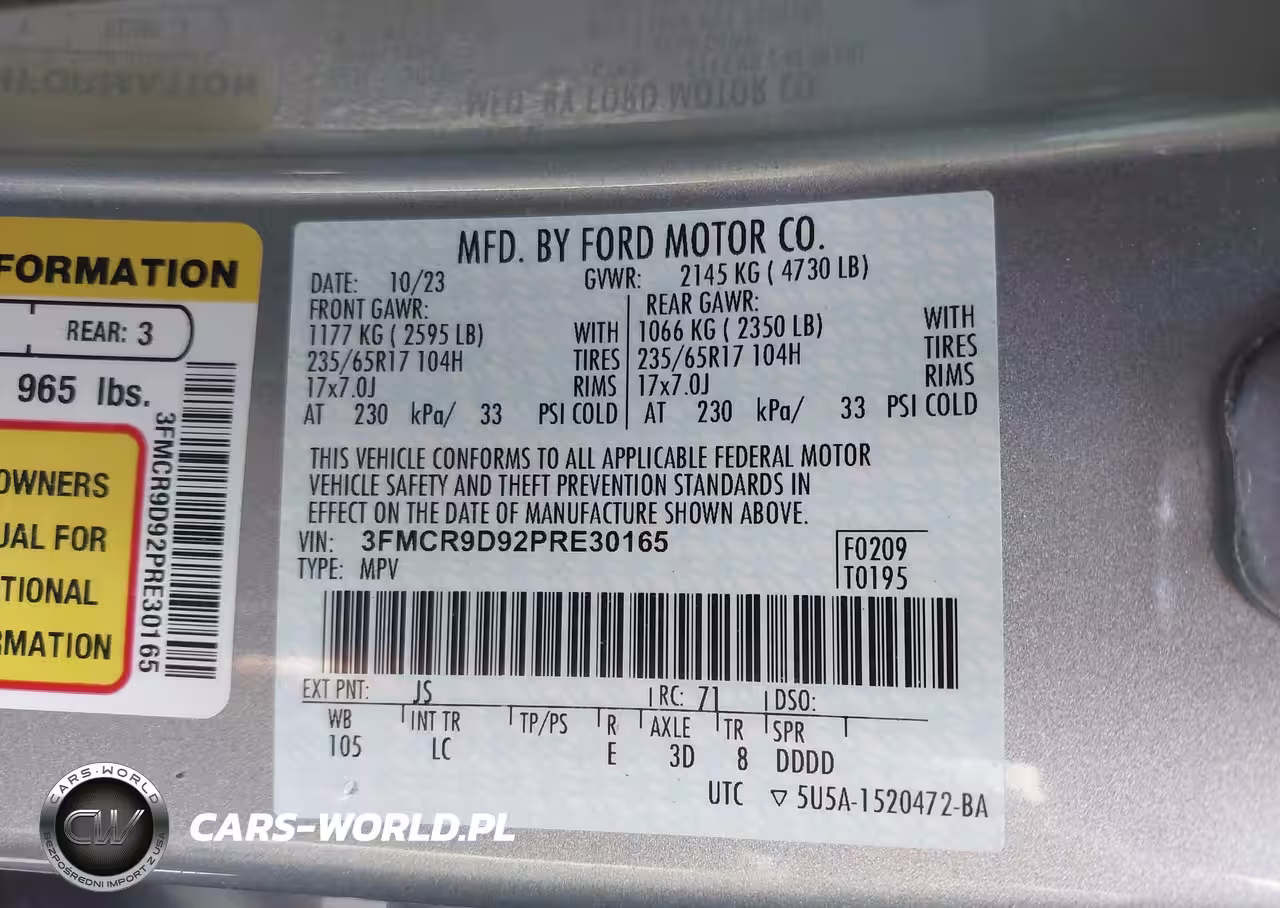 FORMATION
REAR: 3
965 lbs.
OWNERS
UAL FOR
TIONAL
RMATION
3FMCR9D92PRE30165
MFD. BY FORD MOTOR CO.
DATE: 10/23 GVWR: 2145 KG ( 4730 LB)
FRONT GAWR: REAR GAWR:
1177 KG ( 2595 LB) WITH 1066 KG ( 2350 LB) WITH
235/65R17 104H TIRES 235/65R17 104H TIRES
17x7.0J RIMS 17x7.0J RIMS
AT 230 kPa/ 33 PSI COLD AT 230 kPa/ 33 PSI COLD
THIS VEHICLE CONFORMS TO ALL APPLICABLE FEDERAL MOTOR
VEHICLE SAFETY AND THEFT PREVENTION STANDARDS IN
EFFECT ON THE DATE OF MANUFACTURE SHOWN ABOVE.
VIN: 3FMCR9D92PRE30165
TYPE: MPV
F0209
T0195
EXT PNT: JS RC: 71 DSO:
WB INT TR TP/PS R AXLE TR SPR
105 LC E 3D 8 DDDD
UTC ▽ 5U5A-1520472-BA
CARS-WORLD
CW
BEZPOŚREDNI IMPORT Z USA
CARS-WORLD.PL